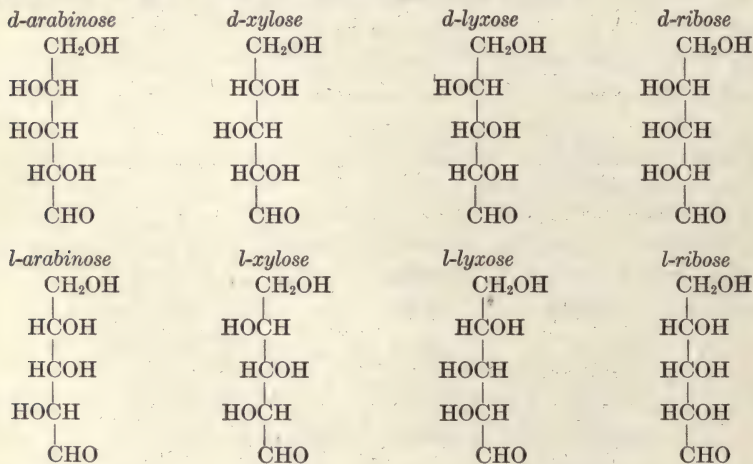 d-arabinose d-xylose d-lyxose d-ribose
CH₂OH CH₂OH CH₂OH CH₂OH
HOCH HCOH HOCH HOCH
HOCH HOCH HCOH HOCH
HCOH HCOH HCOH HOCH
CHO CHO CHO CHO
l-arabinose l-xylose l-lyxose l-ribose
CH₂OH CH₂OH CH₂OH CH₂OH
HCOH HOCH HCOH HCOH
HCOH HCOH HOCH HCOH
HOCH HOCH HOCH HCOH
CHO CHO CHO CHO